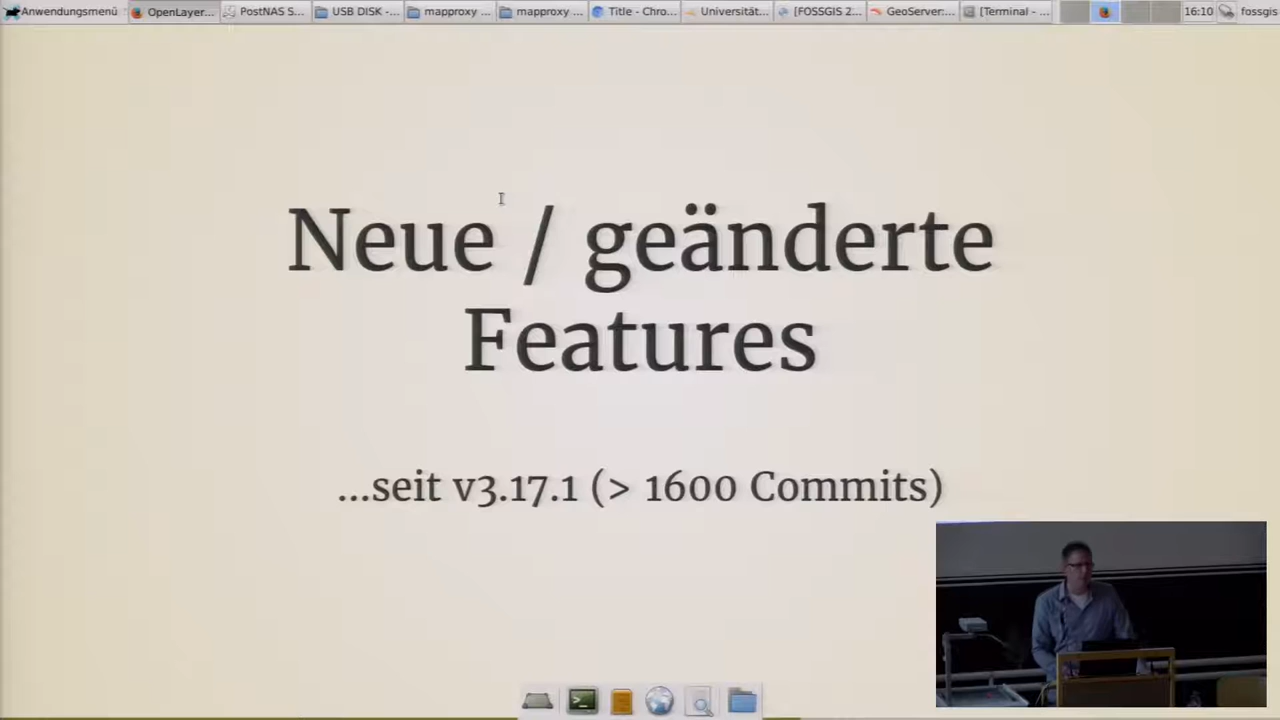 Anwendungsmenü
OpenLayer...
PostNAS S...
USB DISK -...
mapproxy ...
mapproxy ...
Title - Chro...
Universität...
[FOSSGIS 2...
GeoServer:...
[Terminal - ...
16:10
fossgis
Neue / geänderte
Features
...seit v3.17.1 (> 1600 Commits)